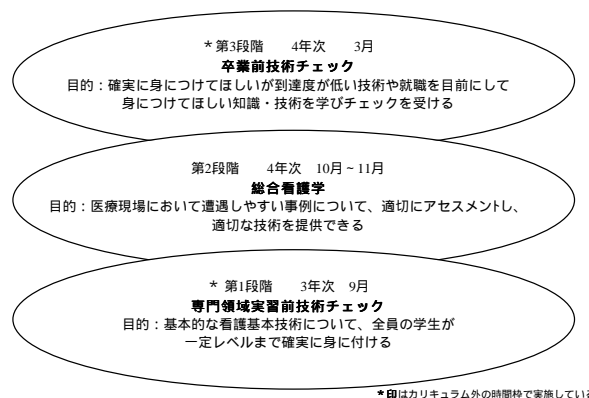 ＊第3段階　4年次　3月
卒業前技術チェック
目的：確実に身につけてほしいが到達度が低い技術や就職を目前にして
身につけてほしい知識・技術を学びチェックを受ける
第2段階　4年次　10月～11月
総合看護学
目的：医療現場において遭遇しやすい事例について、適切にアセスメントし、
適切な技術を提供できる
＊ 第1段階　3年次　9月
専門領域実習前技術チェック
目的：基本的な看護基本技術について、全員の学生が
一定レベルまで確実に身に付ける
＊印はカリキュラム外の時間枠で実施している